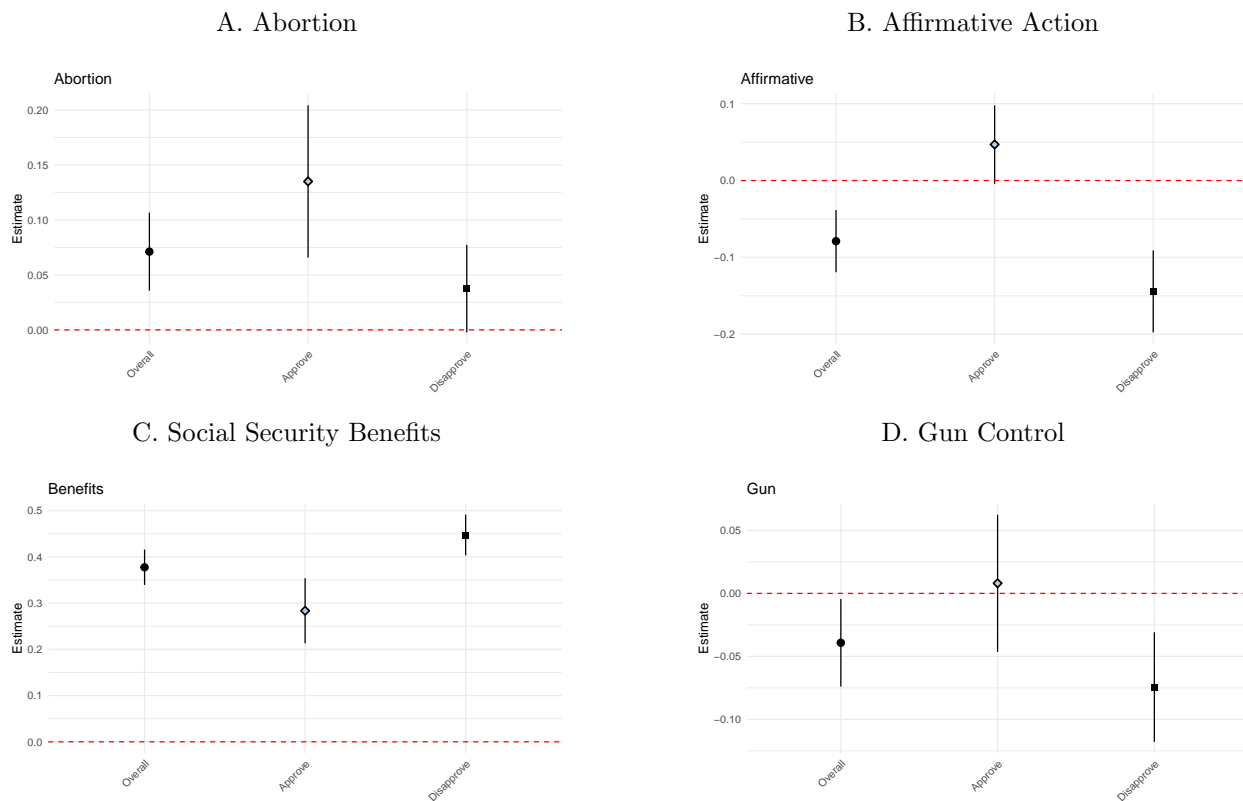 A. Abortion
Abortion
Estimate
0.20
0.15
0.10
0.05
0.00
Overall
Approve
Disapprove
B. Affirmative Action
Affirmative
Estimate
0.1
0.0
−0.1
−0.2
Overall
Approve
Disapprove
C. Social Security Benefits
Benefits
Estimate
0.5
0.4
0.3
0.2
0.1
0.0
Overall
Approve
Disapprove
D. Gun Control
Gun
Estimate
0.05
0.00
−0.05
−0.10
Overall
Approve
Disapprove